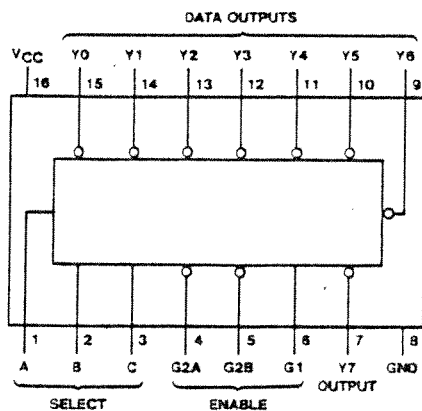 DATA OUTPUTS
VCC Y0 Y1 Y2 Y3 Y4 Y5 Y6
16 15 14 13 12 11 10 9
1 2 3 4 5 6 7 8
A B C G2A G2B G1 Y7 GND
OUTPUT
SELECT ENABLE